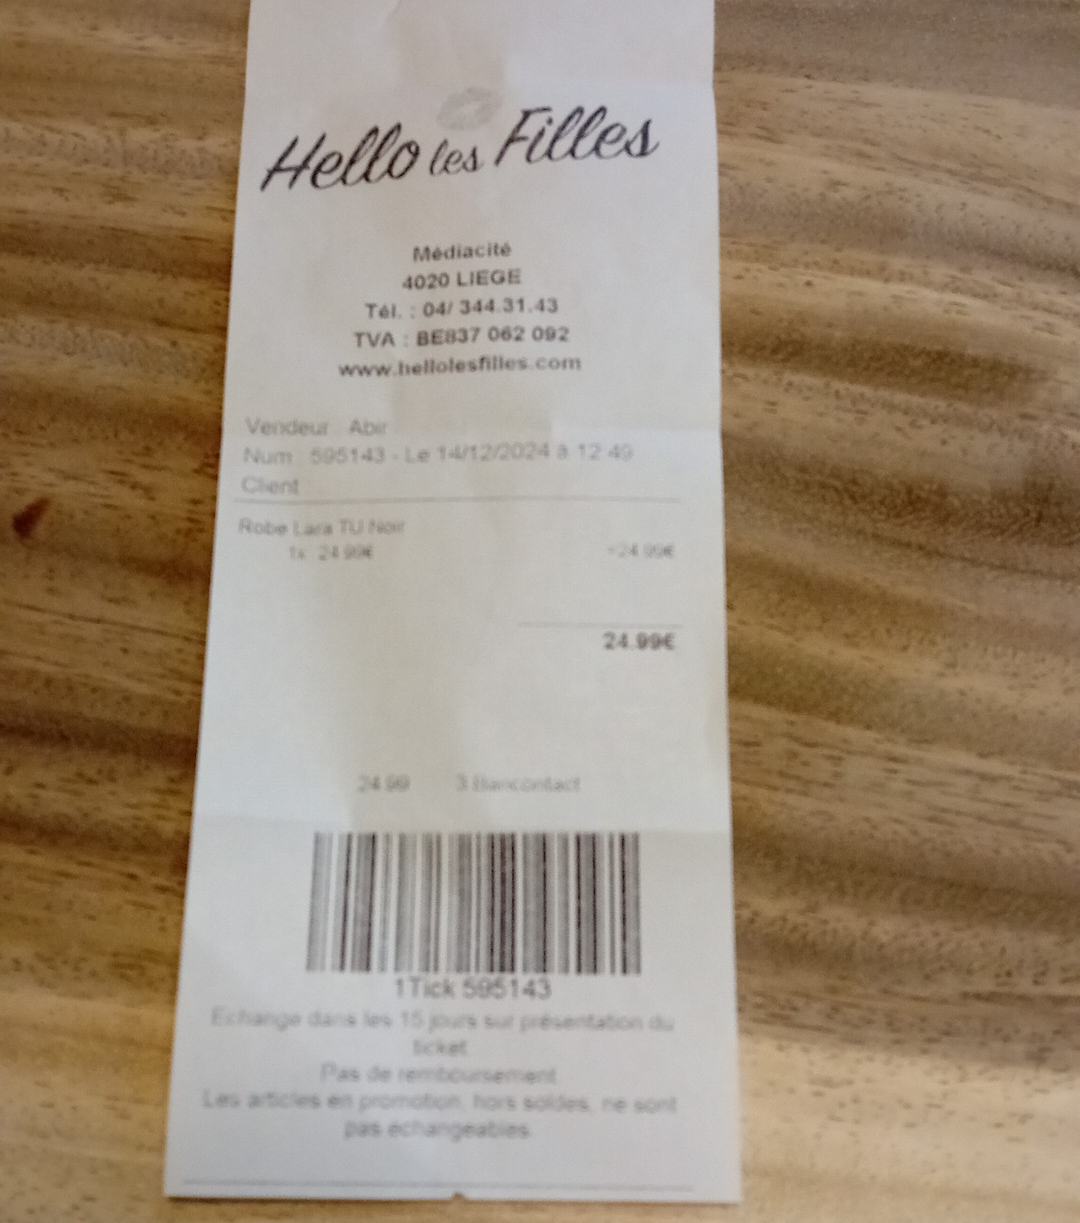 Hello les Filles
Médiacité
4020 LIEGE
Tél. : 04/ 344.31.43
TVA : BE837 062 092
www.hellolesfilles.com
Vendeur : Abir
Num : 595143 - Le 14/12/2024 à 12:49
Client :
Robe Lara TU Noir
1x 24.99€ =24.99€
24.99€
24.99 3 Bancontact
1Tick 595143
Echange dans les 15 jours sur présentation du
ticket
Pas de remboursement
Les articles en promotion, hors soldes, ne sont
pas échangeables